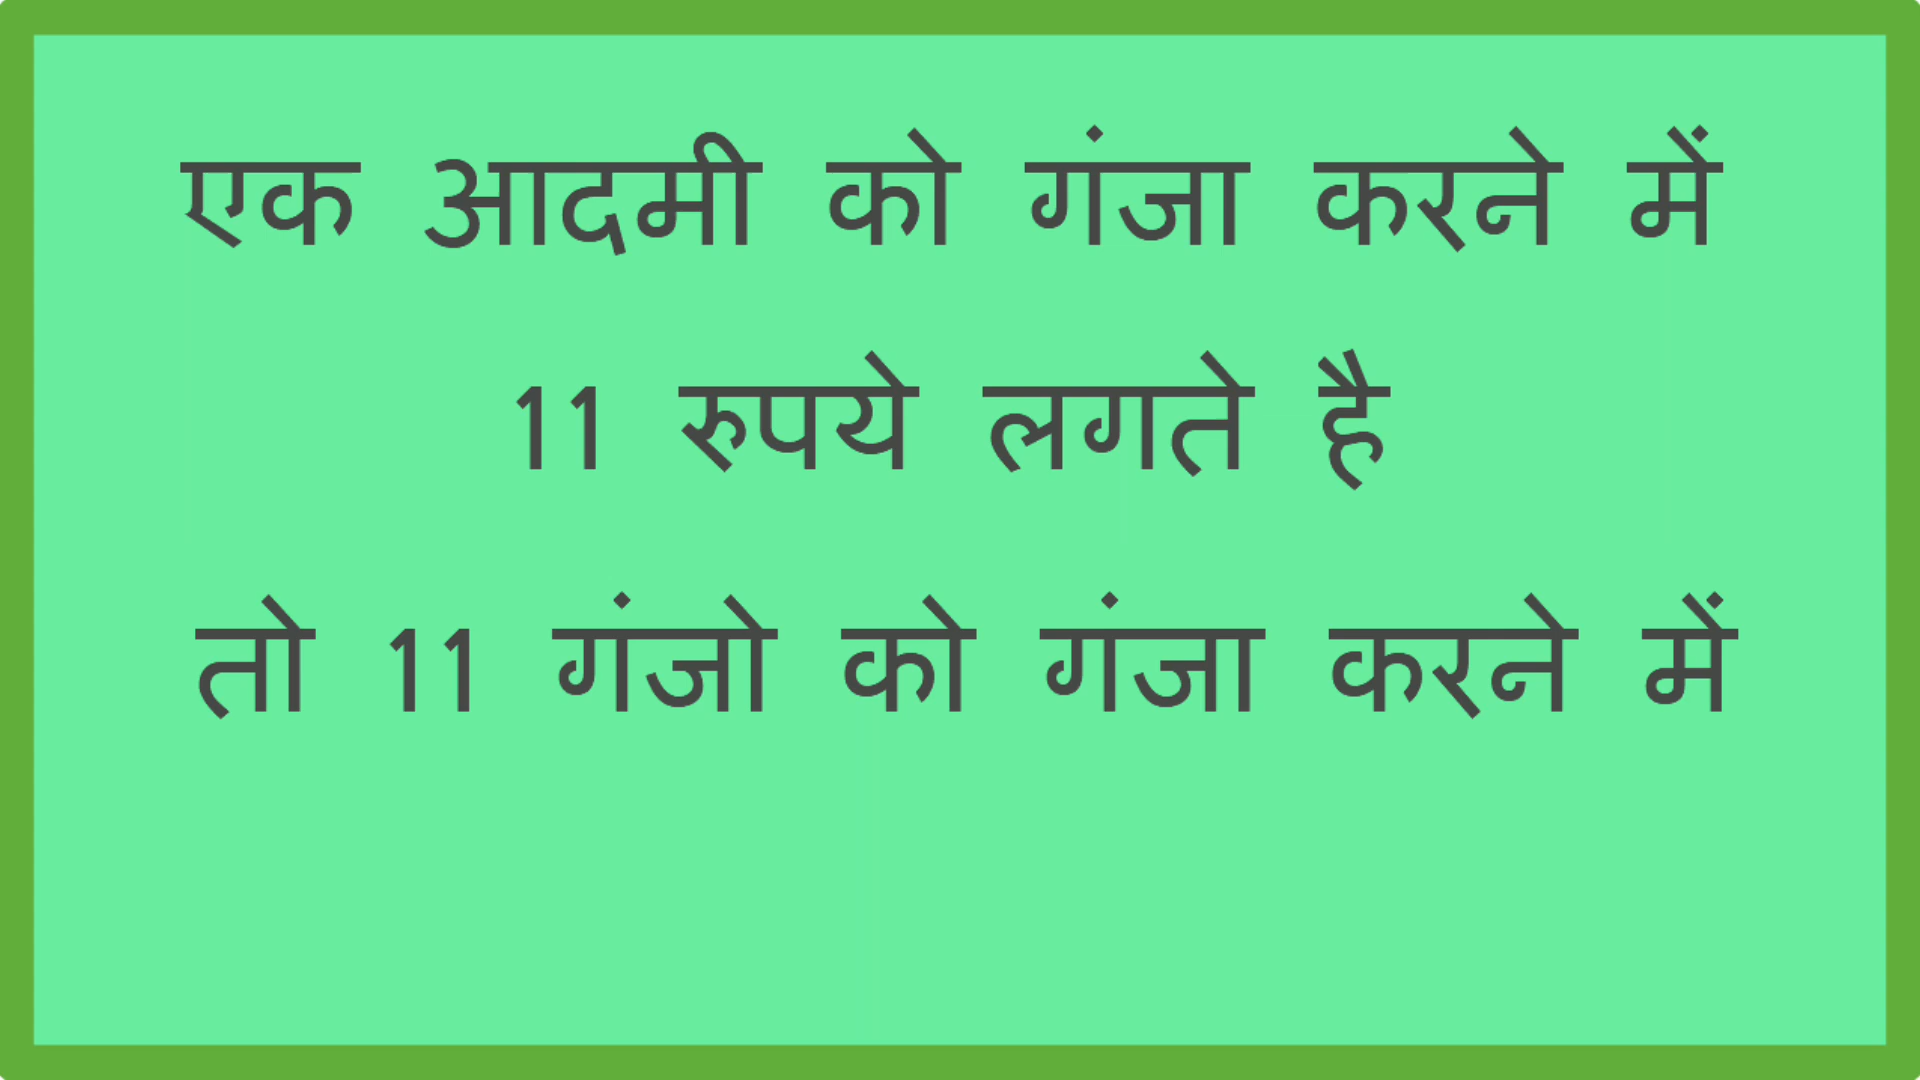 एक आदमी को गंजा करने में
11 रुपये लगते है
तो 11 गंजो को गंजा करने में